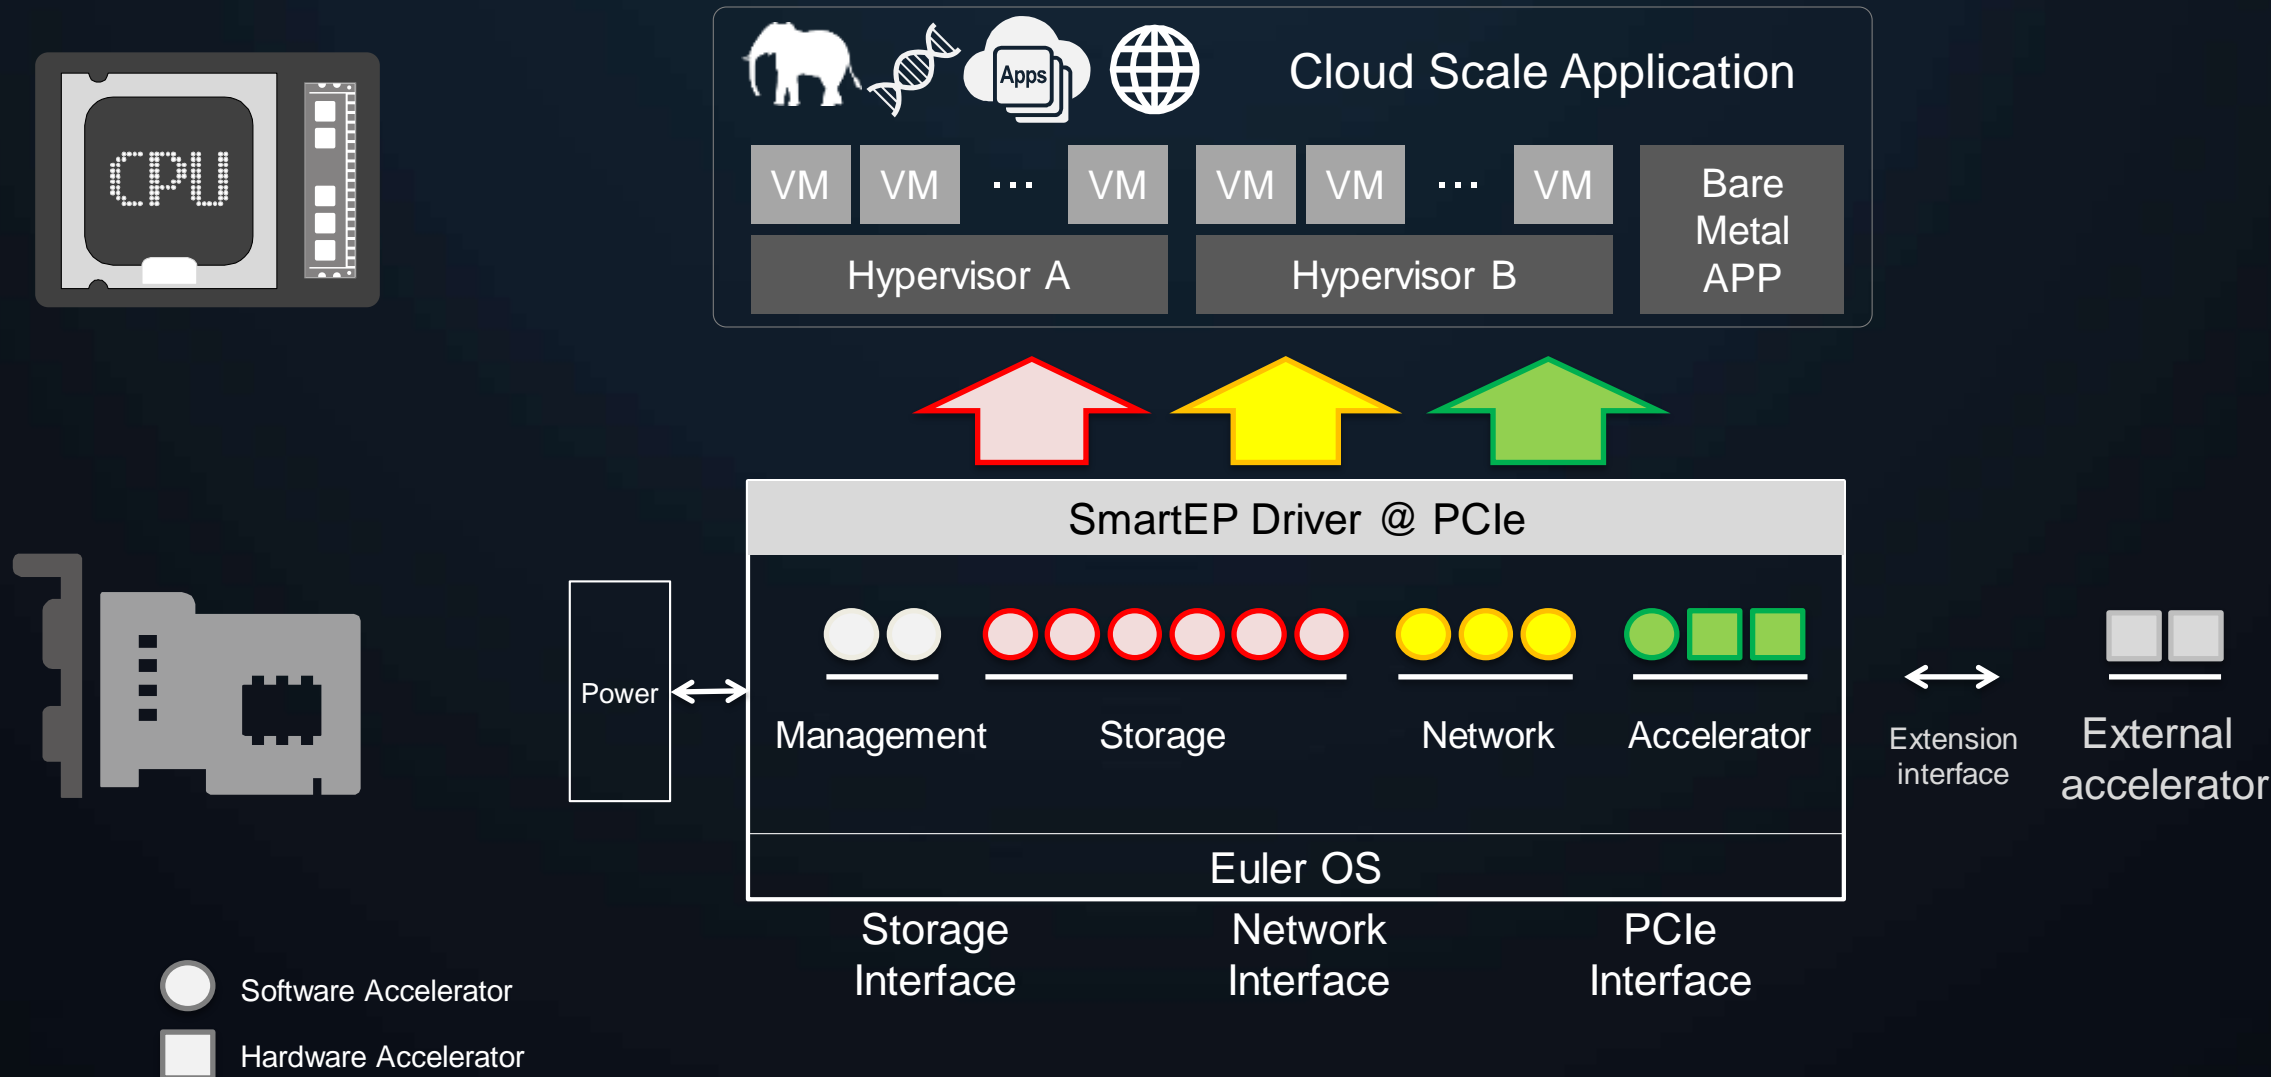 CPU
Apps
Cloud Scale Application
VM VM ... VM VM VM ... VM
Bare
Metal
APP
Hypervisor A
Hypervisor B
SmartEP Driver @ PCIe
Power
Management
Storage
Network
Accelerator
Extension
interface
External
accelerator
Euler OS
Storage
Interface
Network
Interface
PCIe
Interface
Software Accelerator
Hardware Accelerator